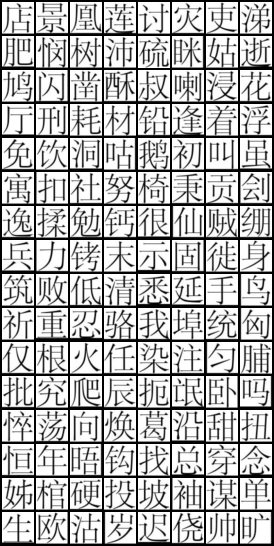 店景凰莲讨灾吏涕
肥悯树沛硫眯姑逝
鸠闪凿酥叔喇浸花
厅刑耗材铅逢着浮
免饮洞咕鹅初叫虽
寓扣社努椅秉贡刽
逸揉勉钙很仙贼绷
兵力铐末示固徙身
筑败低清悉延手鸟
祈重忍骆我埠统匈
仅根火任染注匀脯
批究爬辰扼氓卧吗
悴荡向焕葛沿甜扭
恒年晤钩找总穿念
姊棺硬投坡袖谋单
生欧沽岁迟侥帅旷